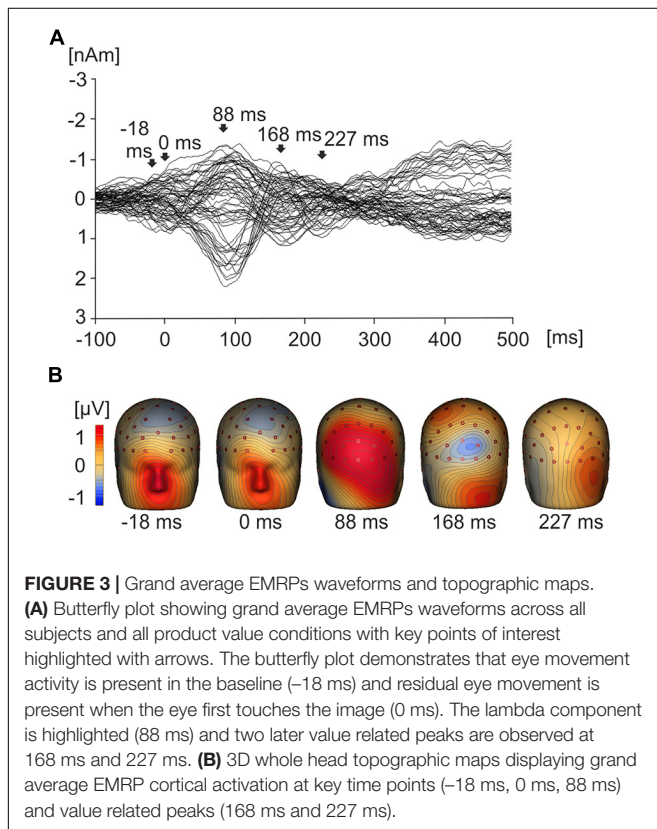 A
[nAm]
-3
-2
-1
0
1
2
3
-18
ms
0 ms
88 ms
168 ms
227 ms
-100
0
100
200
300
400
500
[ms]
B
[µV]
1
0
-1
-18 ms
0 ms
88 ms
168 ms
227 ms
FIGURE 3 | Grand average EMRPs waveforms and topographic maps.
(A) Butterfly plot showing grand average EMRPs waveforms across all
subjects and all product value conditions with key points of interest
highlighted with arrows. The butterfly plot demonstrates that eye movement
activity is present in the baseline (–18 ms) and residual eye movement is
present when the eye first touches the image (0 ms). The lambda component
is highlighted (88 ms) and two later value related peaks are observed at
168 ms and 227 ms. (B) 3D whole head topographic maps displaying grand
average EMRP cortical activation at key time points (–18 ms, 0 ms, 88 ms)
and value related peaks (168 ms and 227 ms).